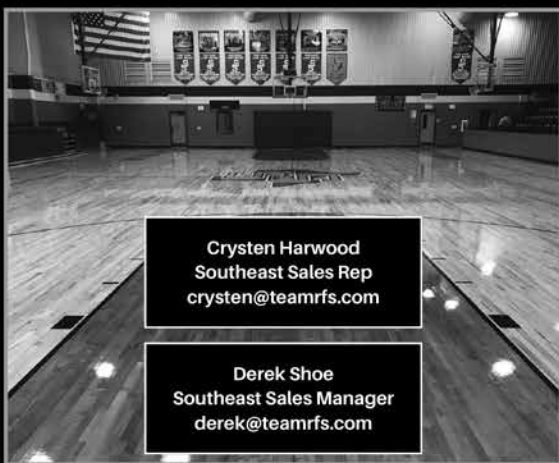 Crysten Harwood
Southeast Sales Rep
crysten@teamrfs.com
Derek Shoe
Southeast Sales Manager
derek@teamrfs.com